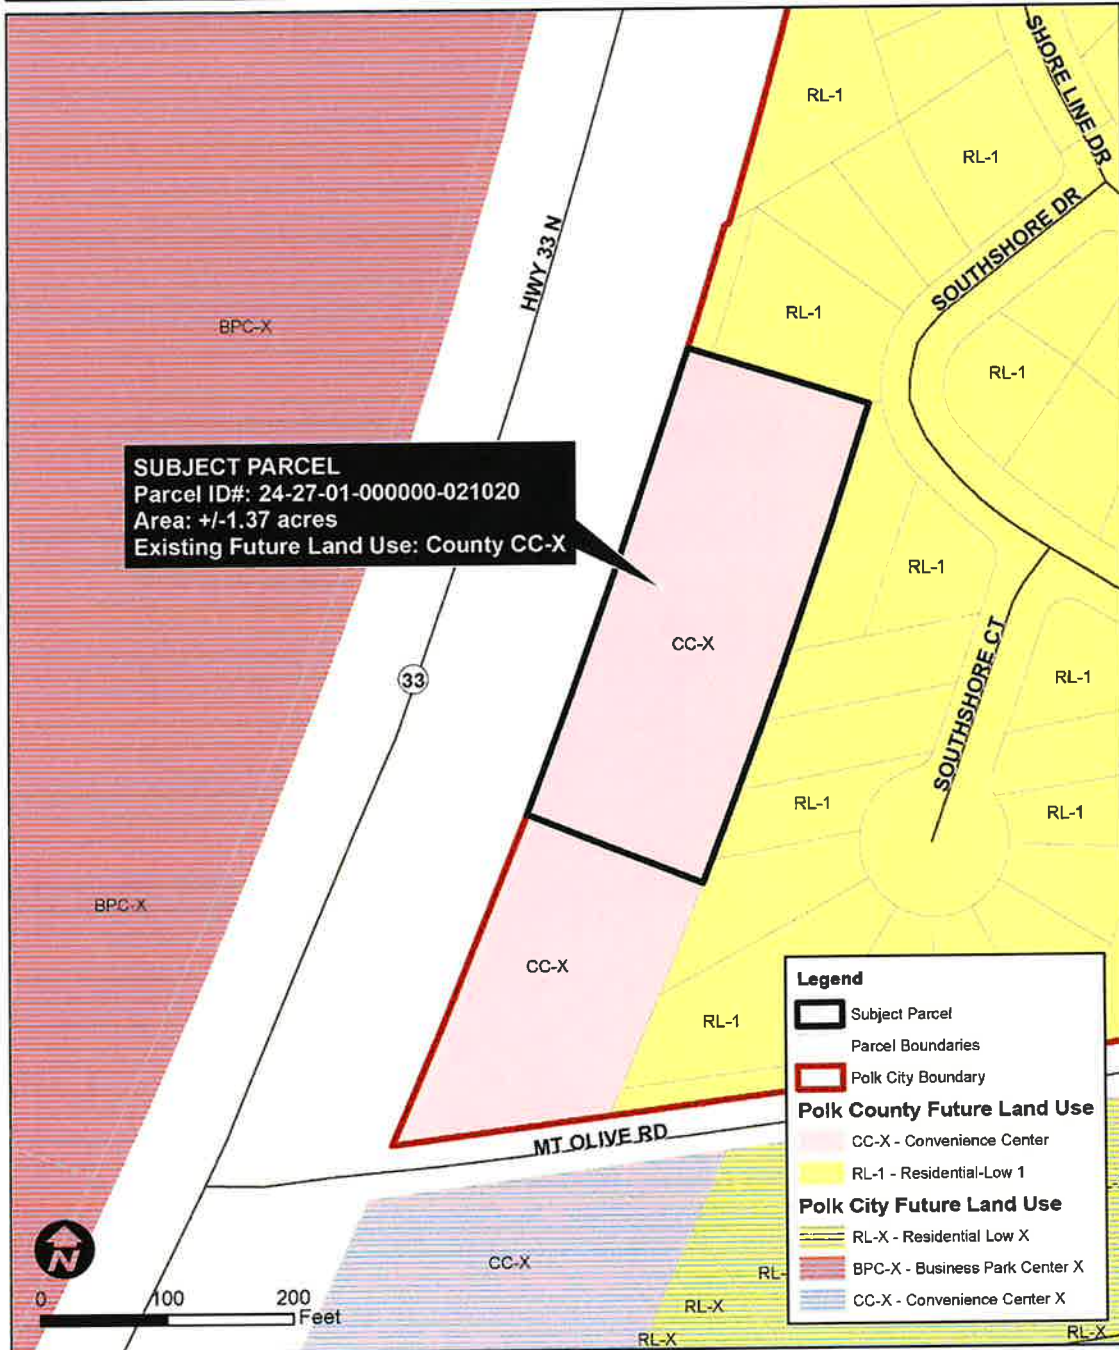 RL-1
SHORE LINE DR
RL-1
SOUTHSHORE DR
HWY 33 N
RL-1
BPC-X
RL-1
SUBJECT PARCEL
Parcel ID#: 24-27-01-000000-021020
Area: +/-1.37 acres
Existing Future Land Use: County CC-X
RL-1
CC-X
33
SOUTHSHORE CT
RL-1
RL-1
RL-1
BPC-X
CC-X
RL-1
Legend
Subject Parcel
Parcel Boundaries
Polk City Boundary
Polk County Future Land Use
CC-X - Convenience Center
RL-1 - Residential-Low 1
Polk City Future Land Use
RL-X - Residential Low X
BPC-X - Business Park Center X
CC-X - Convenience Center X
MT OLIVE RD
N
CC-X
RL-
RL-X
RL-X
RL-X
0 100 200
Feet